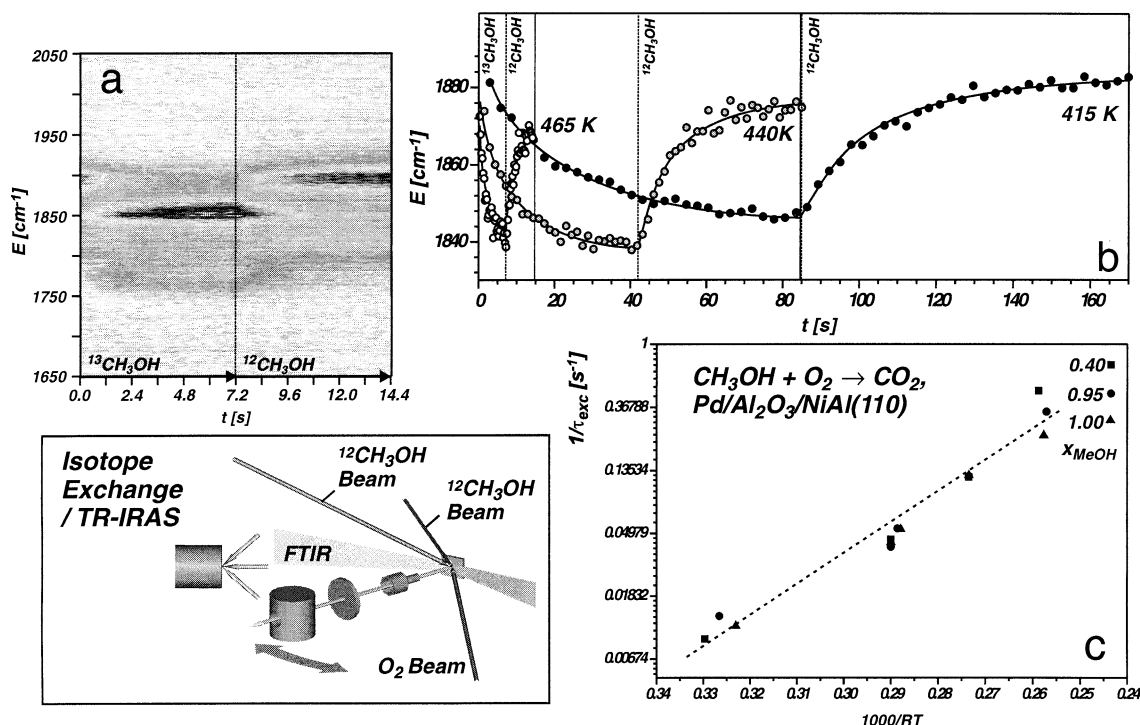 a
2050
1950
1850
1750
1650
E [cm⁻¹]
¹³CH₃OH
¹²CH₃OH
0.0
2.4
4.8
7.2
9.6
12.0
14.4
t [s]
b
¹³CH₃OH
¹²CH₃OH
¹²CH₃OH
¹²CH₃OH
1880
1860
1840
E [cm⁻¹]
465 K
440K
415 K
0
20
40
60
80
100
120
140
160
t [s]
Isotope
Exchange
/ TR-IRAS
¹²CH₃OH
Beam
¹²CH₃OH
Beam
FTIR
O₂ Beam
CH₃OH + O₂ → CO₂,
Pd/Al₂O₃/NiAl(110)
0.40 ■
0.95 ●
1.00 ▲
xMeOH
1
0.36788
0.13534
0.04979
0.01832
0.00674
1/τexc [s⁻¹]
c
0.34
0.33
0.32
0.31
0.30
0.29
0.28
0.27
0.26
0.25
0.24
1000/RT